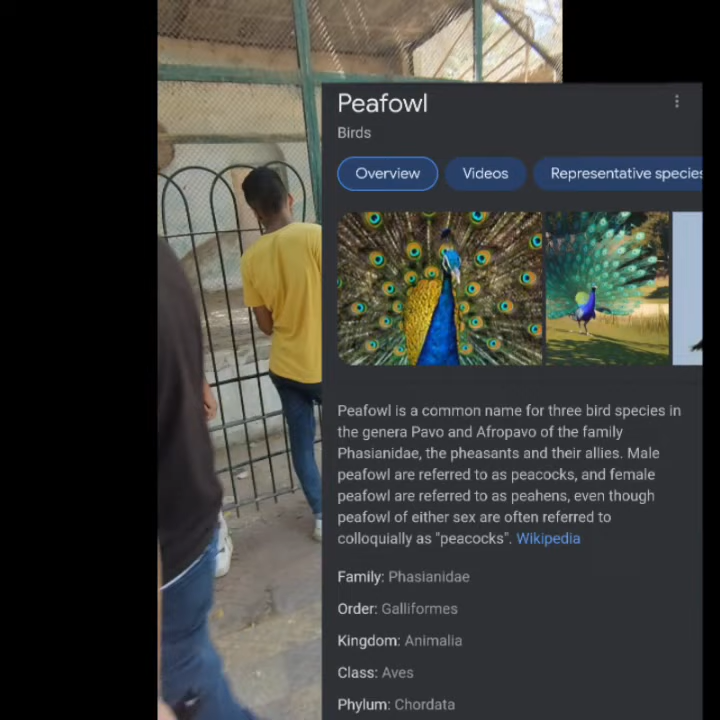 Peafowl
Birds
Overview
Videos
Representative species
Peafowl is a common name for three bird species in
the genera Pavo and Afropavo of the family
Phasianidae, the pheasants and their allies. Male
peafowl are referred to as peacocks, and female
peafowl are referred to as peahens, even though
peafowl of either sex are often referred to
colloquially as "peacocks". Wikipedia
Family: Phasianidae
Order: Galliformes
Kingdom: Animalia
Class: Aves
Phylum: Chordata